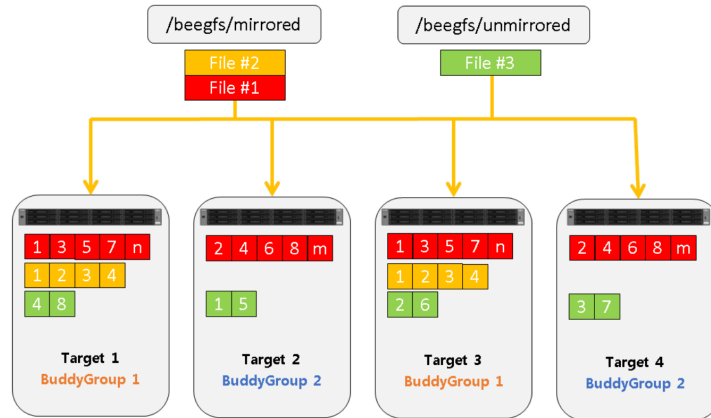 /beegfs/mirrored
/beegfs/unmirrored
File #2
File #1
File #3
1 3 5 7 n
1 2 3 4
4 8
Target 1
BuddyGroup 1
2 4 6 8 m
1 5
Target 2
BuddyGroup 2
1 3 5 7 n
1 2 3 4
2 6
Target 3
BuddyGroup 1
2 4 6 8 m
3 7
Target 4
BuddyGroup 2